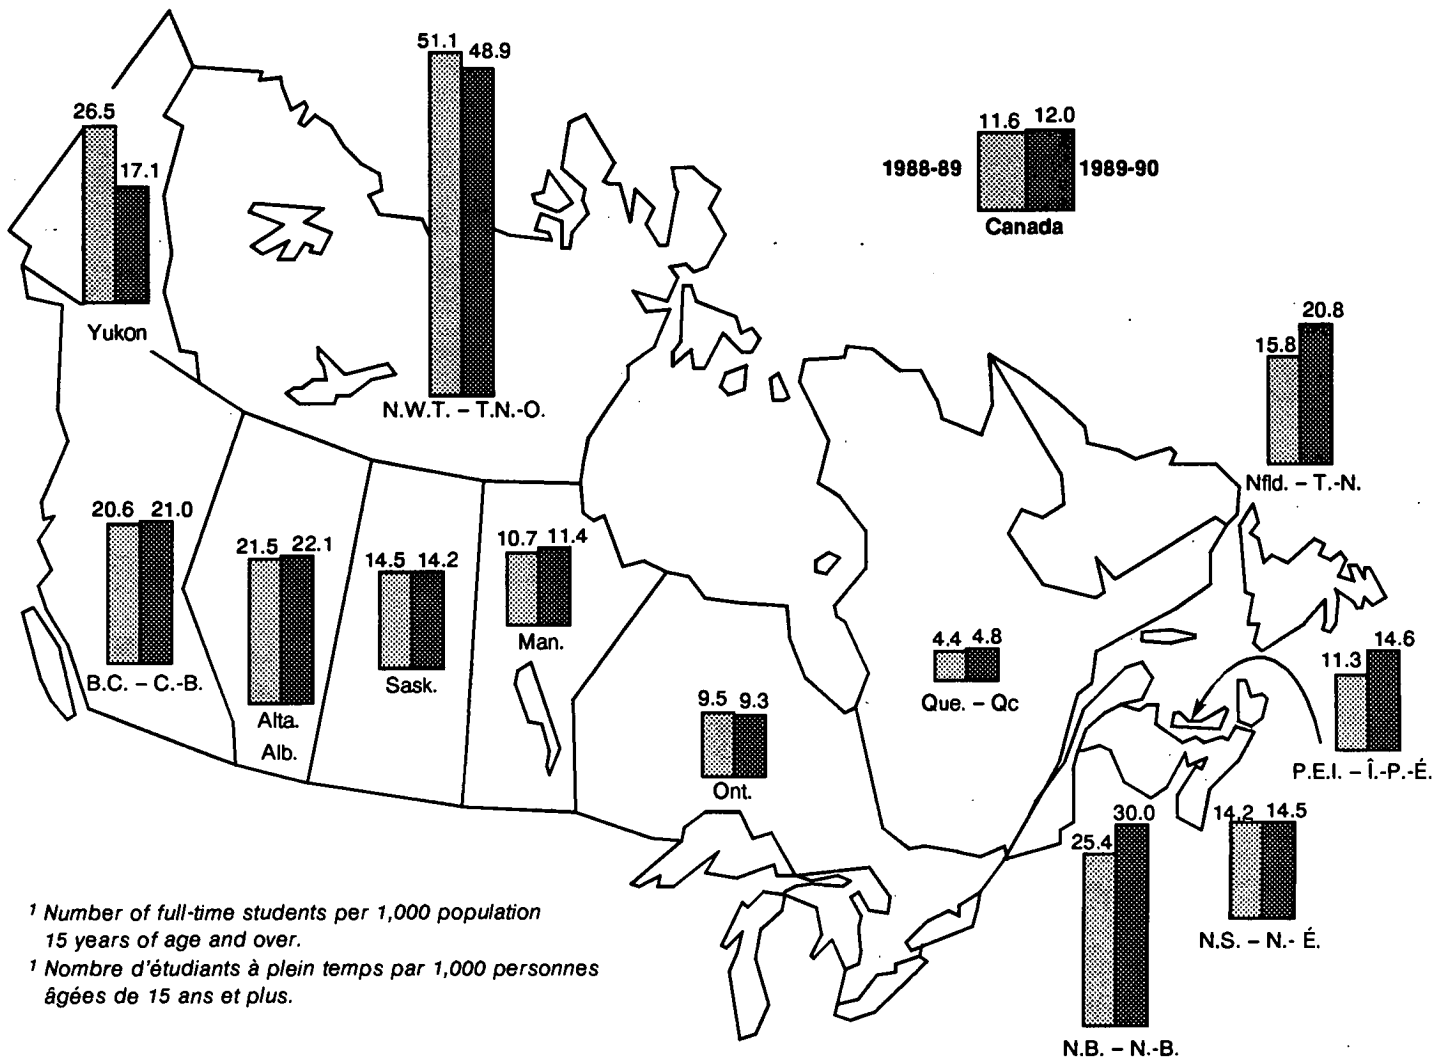 51.1 48.9
26.5
17.1
N.W.T. – T.N.-O.
Yukon
11.6 12.0
1988-89 1989-90
Canada
20.8
15.8
Nfld. – T.-N.
20.6 21.0
B.C. – C.-B.
21.5 22.1
Alta.
Alb.
14.5 14.2
Sask.
10.7 11.4
Man.
9.5 9.3
Ont.
4.4 4.8
Que. – Qc
14.6
11.3
P.E.I. – Î.-P.-É.
30.0
25.4
N.B. – N.-B.
14.2 14.5
N.S. – N.- É.
1 Number of full-time students per 1,000 population
15 years of age and over.
1 Nombre d'étudiants à plein temps par 1,000 personnes
âgées de 15 ans et plus.